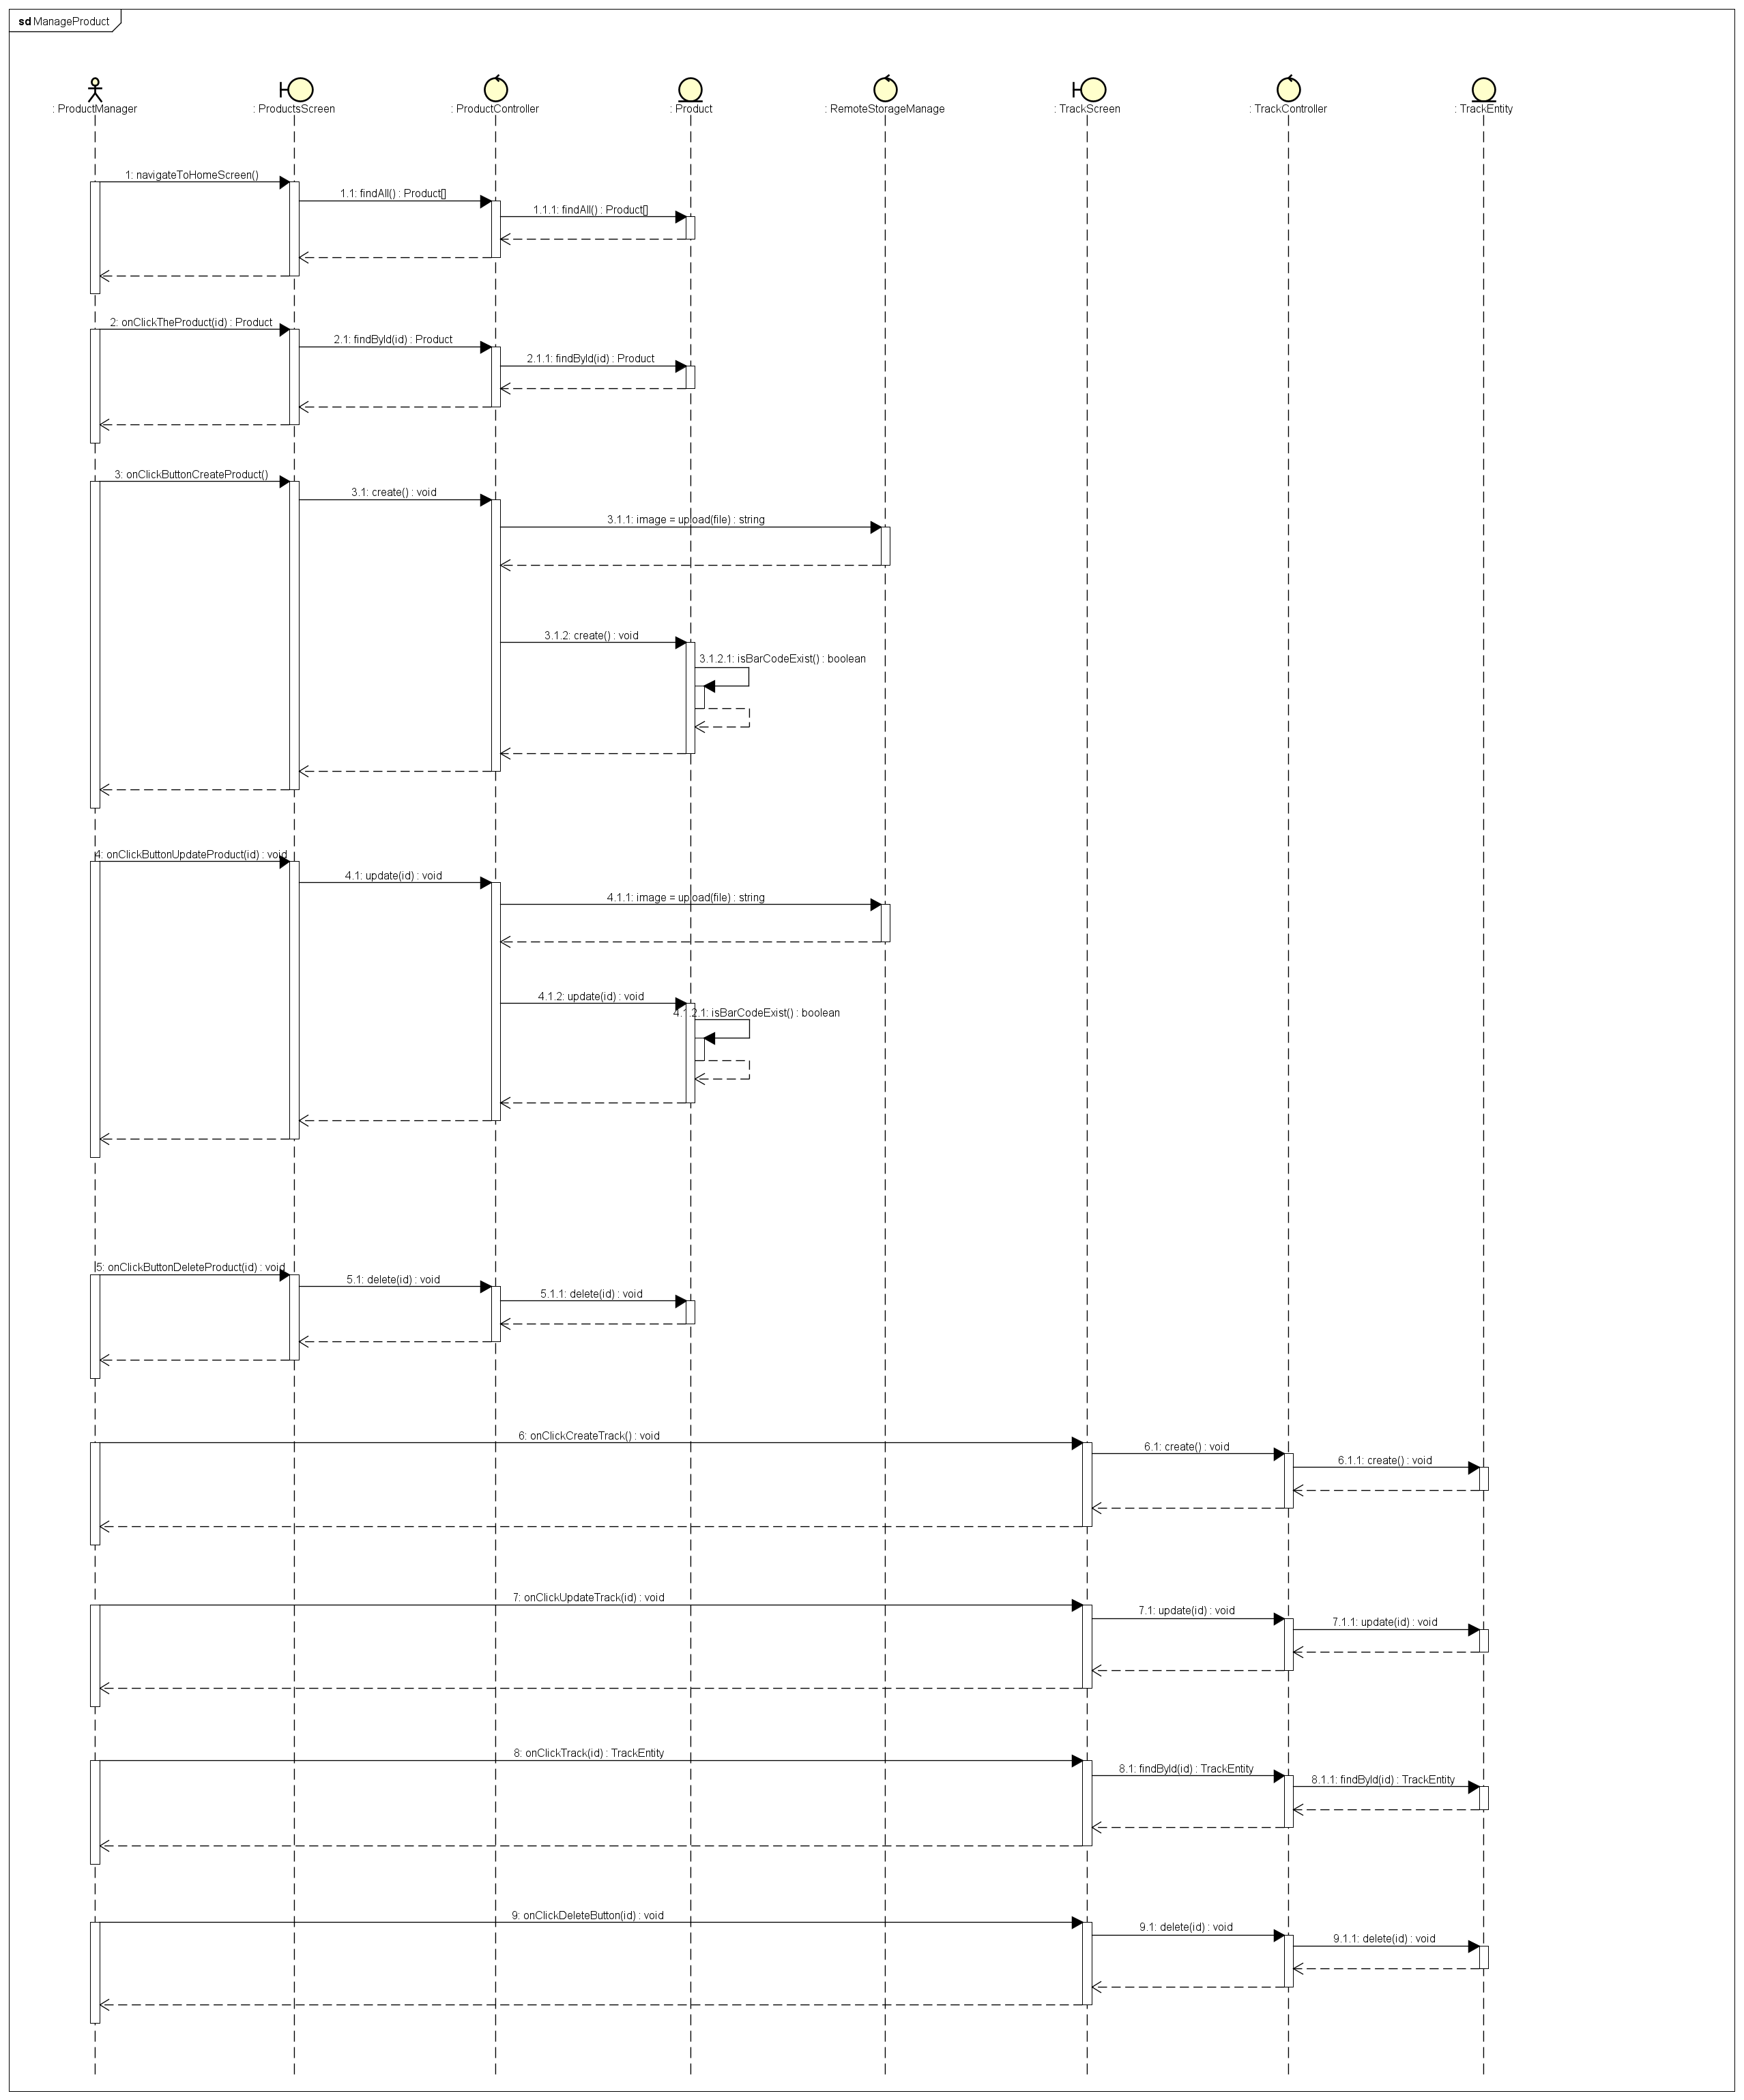 sd ManageProduct
: ProductManager
: ProductsScreen
: ProductController
: Product
: RemoteStorageManage
: TrackScreen
: TrackController
: TrackEntity
1: navigateToHomeScreen()
1.1: findAll() : Product[]
1.1.1: findAll() : Product[]
2: onClickTheProduct(id) : Product
2.1: findById(id) : Product
2.1.1: findById(id) : Product
3: onClickButtonCreateProduct()
3.1: create() : void
3.1.1: image = upload(file) : string
3.1.2: create() : void
3.1.2.1: isBarCodeExist() : boolean
4: onClickButtonUpdateProduct(id) : void
4.1: update(id) : void
4.1.1: image = upload(file) : string
4.1.2: update(id) : void
4.1.2.1: isBarCodeExist() : boolean
5: onClickButtonDeleteProduct(id) : void
5.1: delete(id) : void
5.1.1: delete(id) : void
6: onClickCreateTrack() : void
6.1: create() : void
6.1.1: create() : void
7: onClickUpdateTrack(id) : void
7.1: update(id) : void
7.1.1: update(id) : void
8: onClickTrack(id) : TrackEntity
8.1: findById(id) : TrackEntity
8.1.1: findById(id) : TrackEntity
9: onClickDeleteButton(id) : void
9.1: delete(id) : void
9.1.1: delete(id) : void